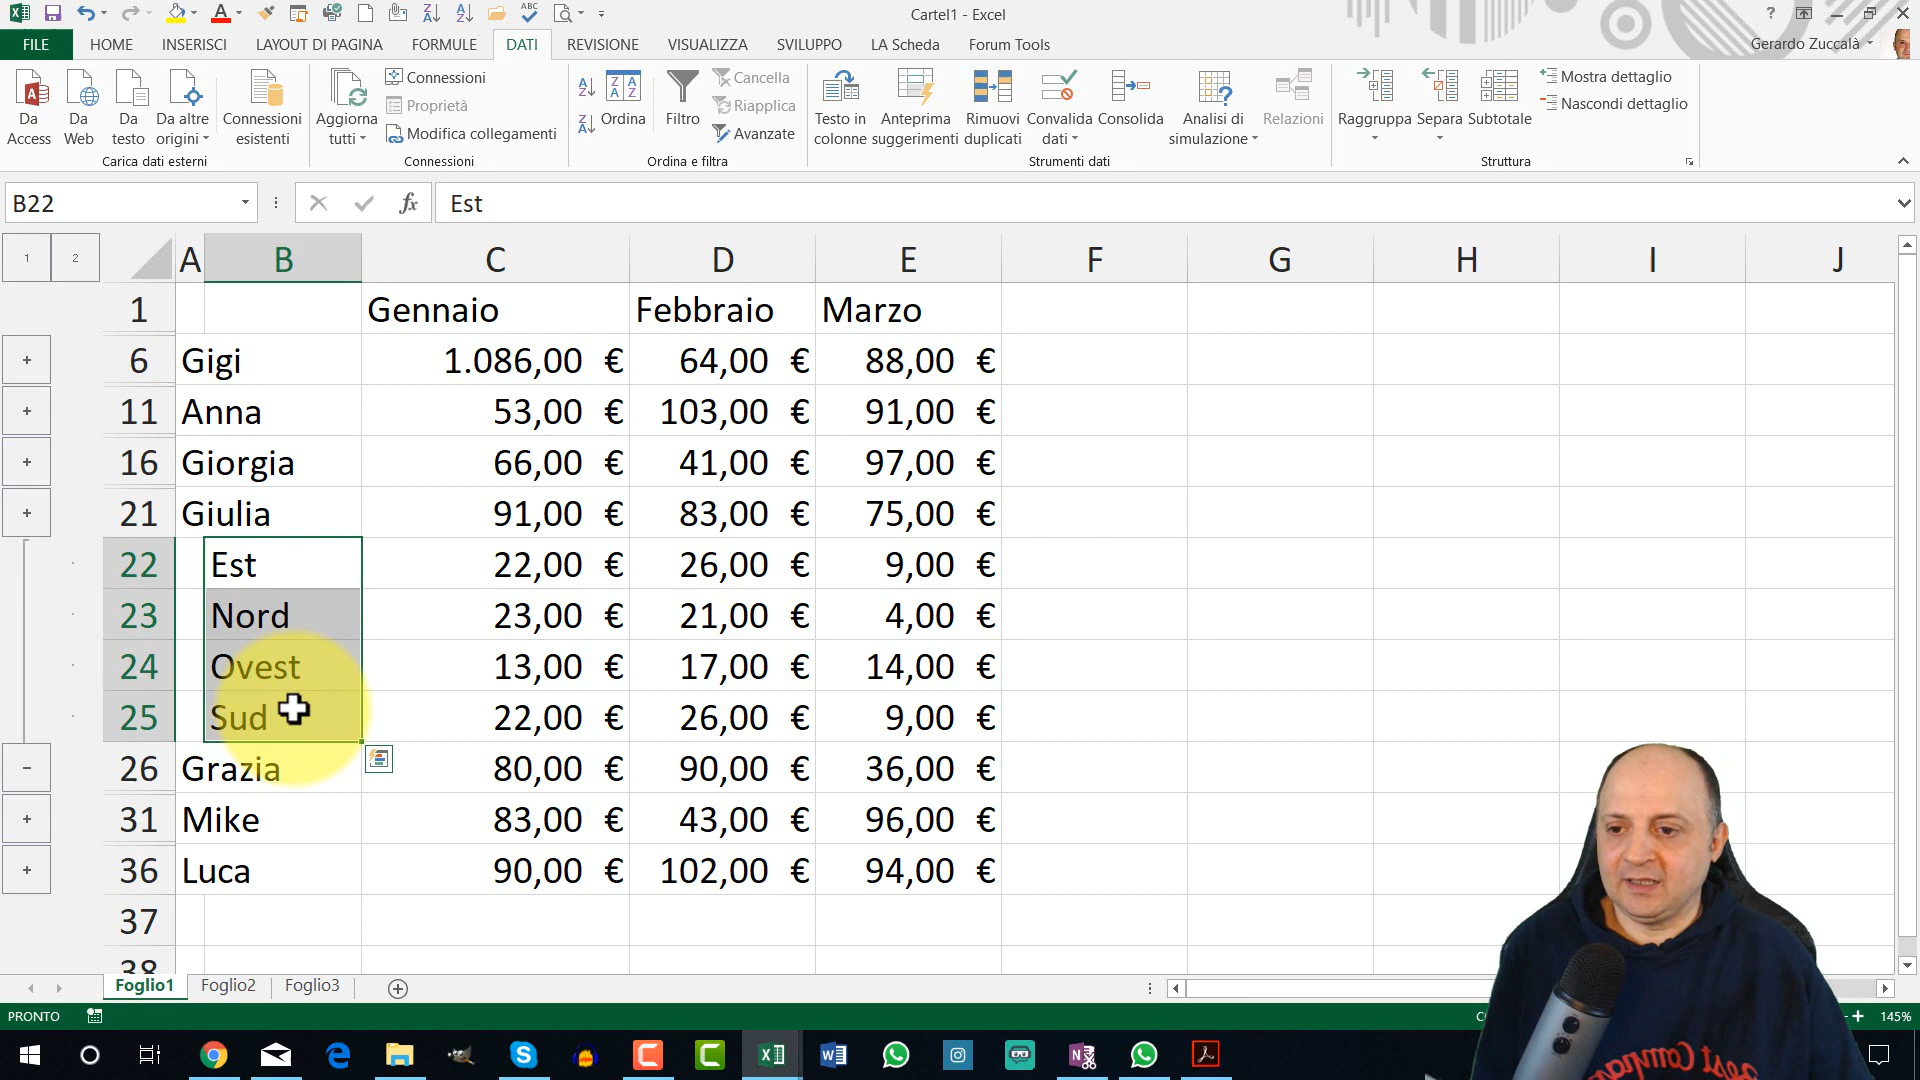 Cartel1 - Excel
FILE HOME INSERISCI LAYOUT DI PAGINA FORMULE DATI REVISIONE VISUALIZZA SVILUPPO LA Scheda Forum Tools Gerardo Zuccalà
Da Access
Da Web
Da testo
Da altre origini
Connessioni esistenti
Carica dati esterni
Aggiorna tutti
Connessioni
Proprietà
Modifica collegamenti
Connessioni
Ordina
Filtro
Cancella
Riapplica
Avanzate
Ordina e filtra
Testo in colonne
Anteprima suggerimenti
Rimuovi duplicati
Convalida dati
Consolida
Analisi di simulazione
Relazioni
Strumenti dati
Raggruppa
Separa
Subtotale
Mostra dettaglio
Nascondi dettaglio
Struttura
B22 fx Est
1 2 A B C D E F G H I J
1 Gennaio Febbraio Marzo
6 Gigi 1.086,00 € 64,00 € 88,00 €
11 Anna 53,00 € 103,00 € 91,00 €
16 Giorgia 66,00 € 41,00 € 97,00 €
21 Giulia 91,00 € 83,00 € 75,00 €
22 Est 22,00 € 26,00 € 9,00 €
23 Nord 23,00 € 21,00 € 4,00 €
24 Ovest 13,00 € 17,00 € 14,00 €
25 Sud 22,00 € 26,00 € 9,00 €
26 Grazia 80,00 € 90,00 € 36,00 €
31 Mike 83,00 € 43,00 € 96,00 €
36 Luca 90,00 € 102,00 € 94,00 €
37
38
Foglio1 Foglio2 Foglio3
PRONTO 145%